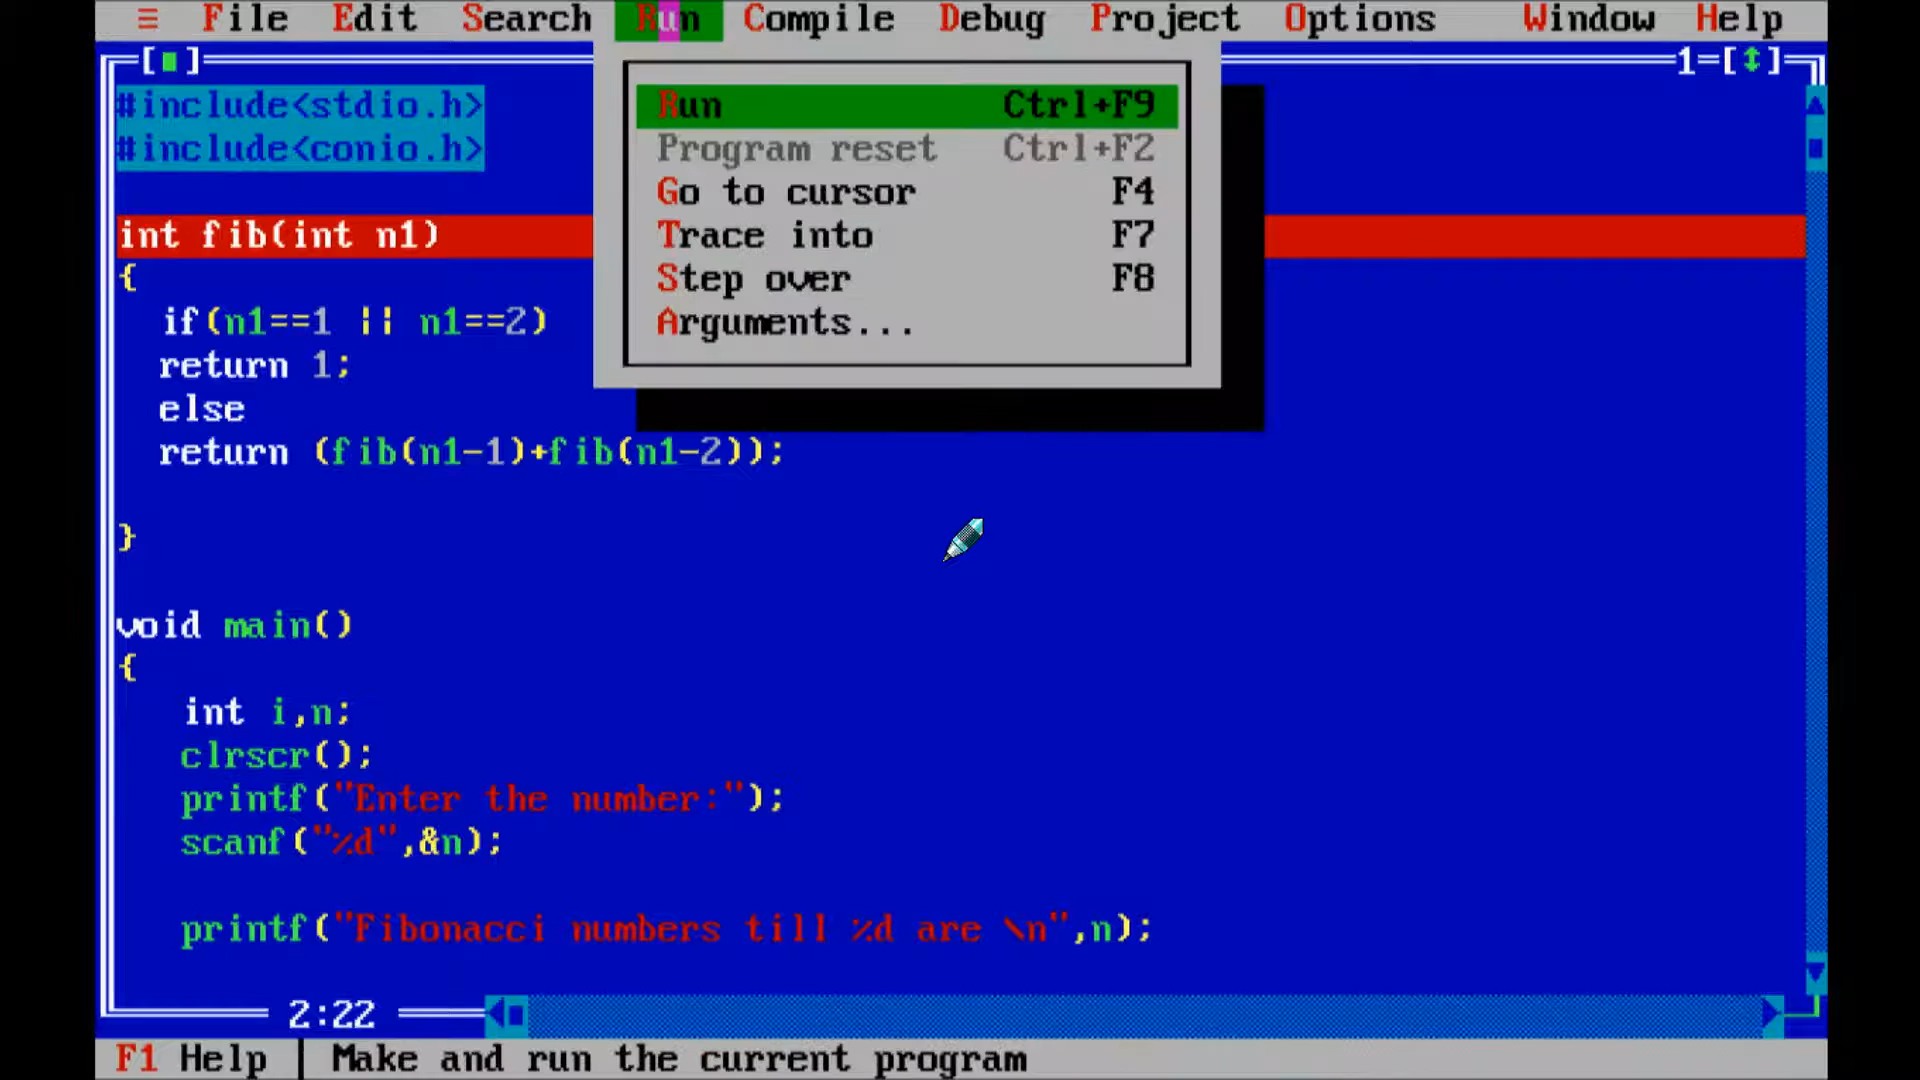 ≡ File Edit Search Run Compile Debug Project Options Window Help
[■] 1=[↕]
Run Ctrl+F9
Program reset Ctrl+F2
Go to cursor F4
Trace into F7
Step over F8
Arguments...
#include<stdio.h>
#include<conio.h>
int fib(int n1)
{
if(n1==1 || n1==2)
return 1;
else
return (fib(n1-1)+fib(n1-2));
}
void main()
{
int i,n;
clrscr();
printf("Enter the number:");
scanf("%d",&n);
printf("Fibonacci numbers till %d are \n",n);
2:22
F1 Help | Make and run the current program